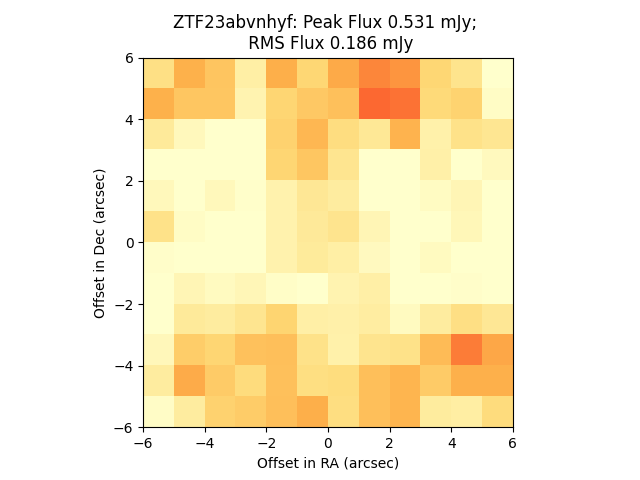 ZTF23abvnhyf: Peak Flux 0.531 mJy;
RMS Flux 0.186 mJy
6
4
2
0
−2
−4
−6
Offset in Dec (arcsec)
−6 −4 −2 0 2 4 6
Offset in RA (arcsec)